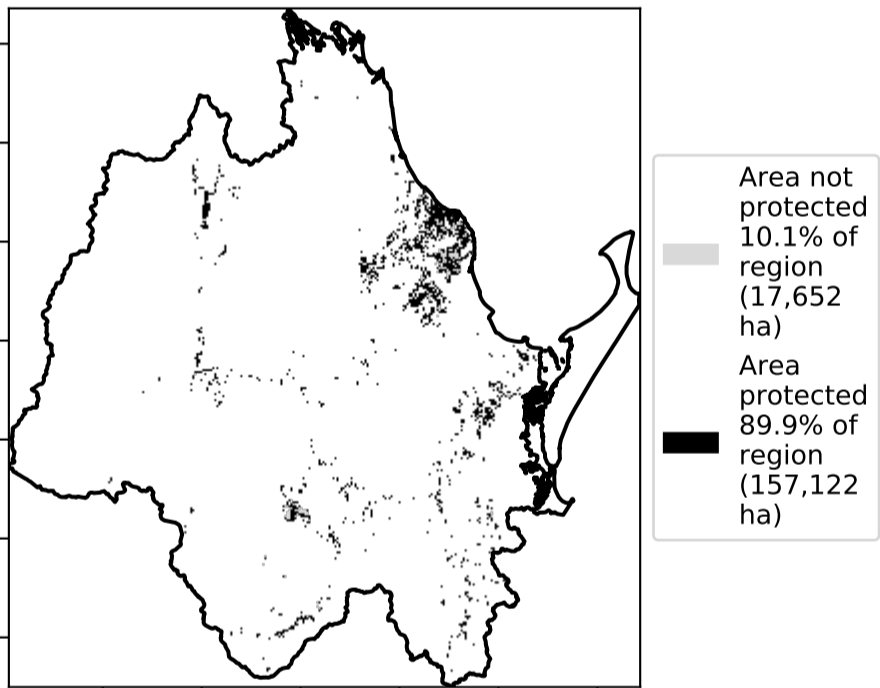 Area not
protected
10.1% of
region
(17,652
ha)
Area
protected
89.9% of
region
(157,122
ha)